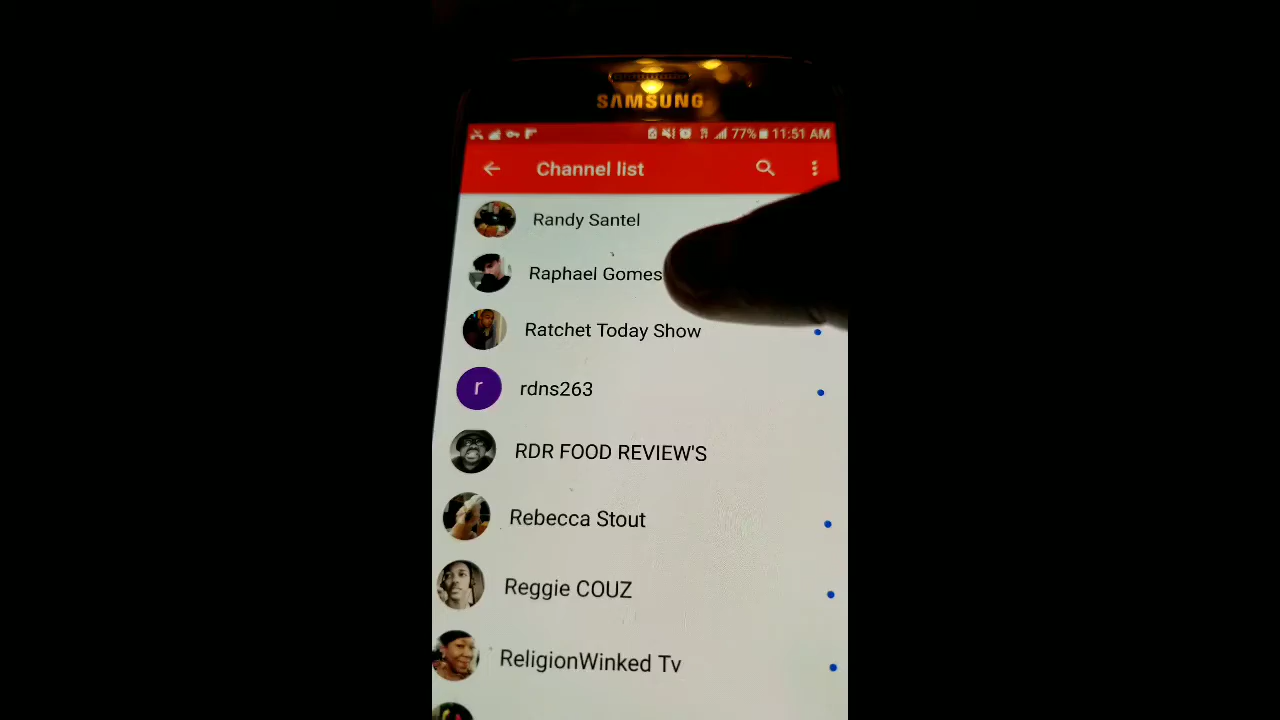 SAMSUNG
77% 11:51 AM
Channel list
Randy Santel
Raphael Gomes
Ratchet Today Show
r rdns263
RDR FOOD REVIEW'S
Rebecca Stout
Reggie COUZ
ReligionWinked Tv